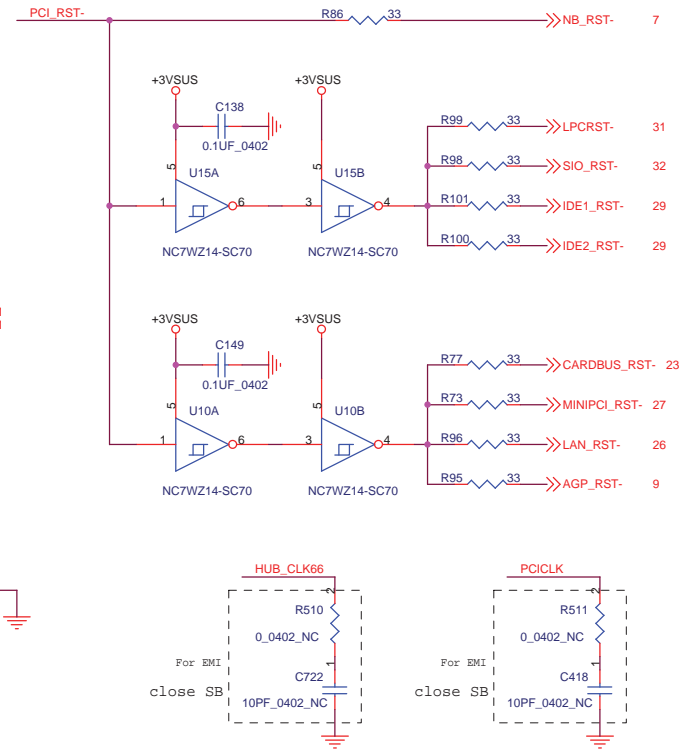 PCI_RST-
R86 33 NB_RST- 7
+3VSUS +3VSUS
C138
0.1UF_0402
R99 33 LPCRST- 31
5 U15A 5 U15B
R98 33 SIO_RST- 32
1 6 3 4
R101 33 IDE1_RST- 29
R100 33 IDE2_RST- 29
NC7WZ14-SC70 NC7WZ14-SC70
+3VSUS +3VSUS
C149
0.1UF_0402
R77 33 CARDBUS_RST- 23
5 U10A 5 U10B
R73 33 MINIPCI_RST- 27
1 6 3 4
R96 33 LAN_RST- 26
R95 33 AGP_RST- 9
NC7WZ14-SC70 NC7WZ14-SC70
HUB_CLK66
2
R510
0_0402_NC
For EMI
1
C722
close SB
10PF_0402_NC
PCICLK
2
R511
0_0402_NC
For EMI
1
C418
close SB
10PF_0402_NC